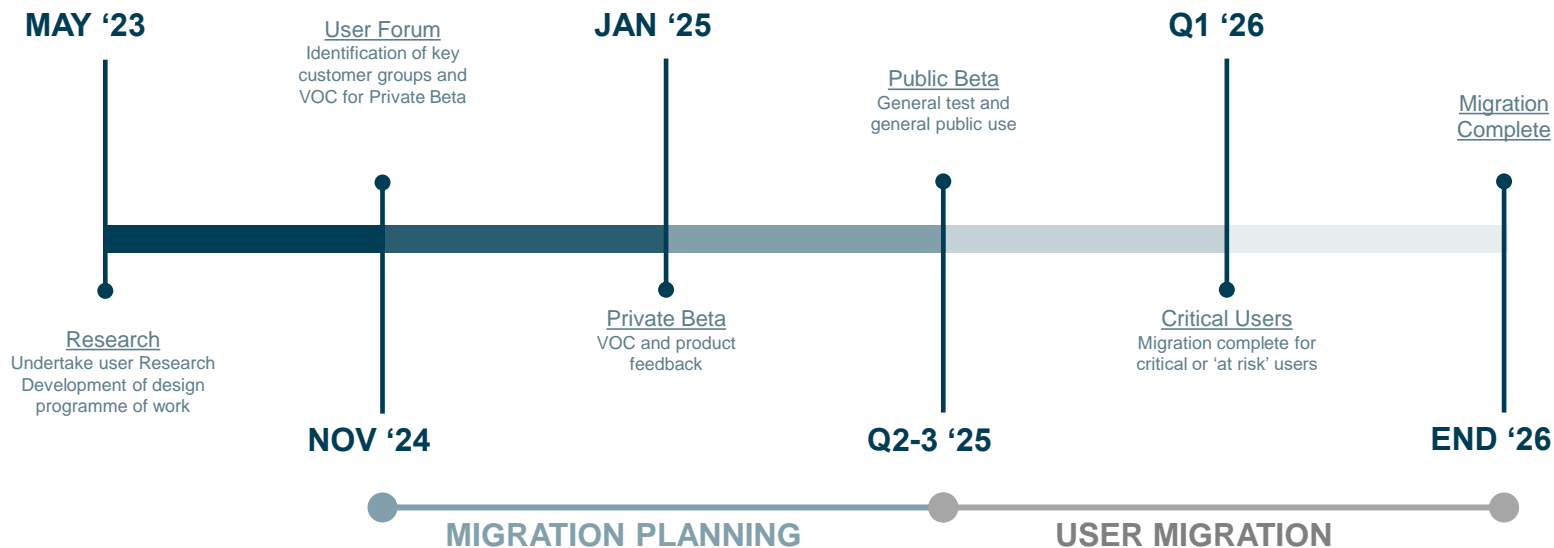 MAY ‘23
Research
Undertake user Research
Development of design
programme of work
User Forum
Identification of key
customer groups and
VOC for Private Beta
NOV ‘24
JAN ‘25
Private Beta
VOC and product
feedback
Public Beta
General test and
general public use
Q2-3 ‘25
Q1 ‘26
Critical Users
Migration complete for
critical or ‘at risk’ users
Migration
Complete
END ‘26
MIGRATION PLANNING
USER MIGRATION